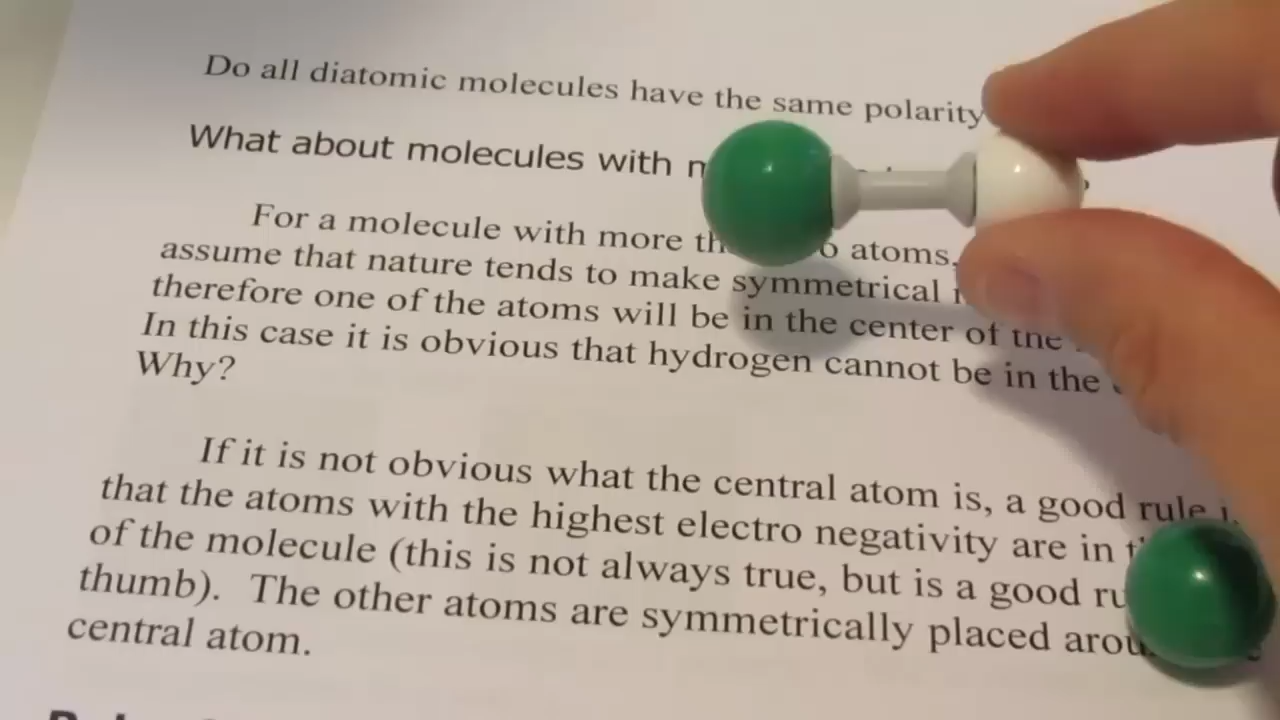 Do all diatomic molecules have the same polarity
What about molecules with
For a molecule with more atoms,
assume that nature tends to make symmetrical
therefore one of the atoms will be in the center of the
In this case it is obvious that hydrogen cannot be in the
Why?
If it is not obvious what the central atom is, a good rule
that the atoms with the highest electro negativity are in
of the molecule (this is not always true, but is a good
thumb). The other atoms are symmetrically placed
central atom.